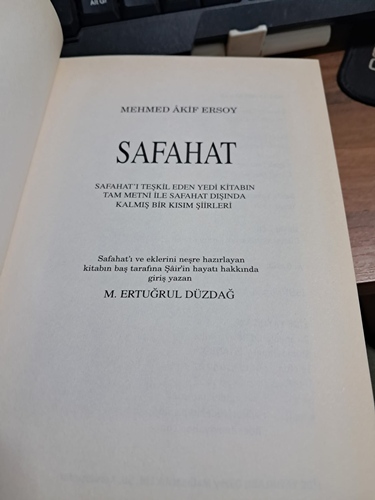 MEHMED ÂKİF ERSOY
SAFAHAT
SAFAHAT'I TEŞKİL EDEN YEDİ KİTABIN
TAM METNİ İLE SAFAHAT DIŞINDA
KALMIŞ BİR KISIM ŞİİRLERİ
Safahat'ı ve eklerini neşre hazırlayan
kitabın baş tarafına Şâir'in hayatı hakkında
giriş yazan
M. ERTUĞRUL DÜZDAĞ